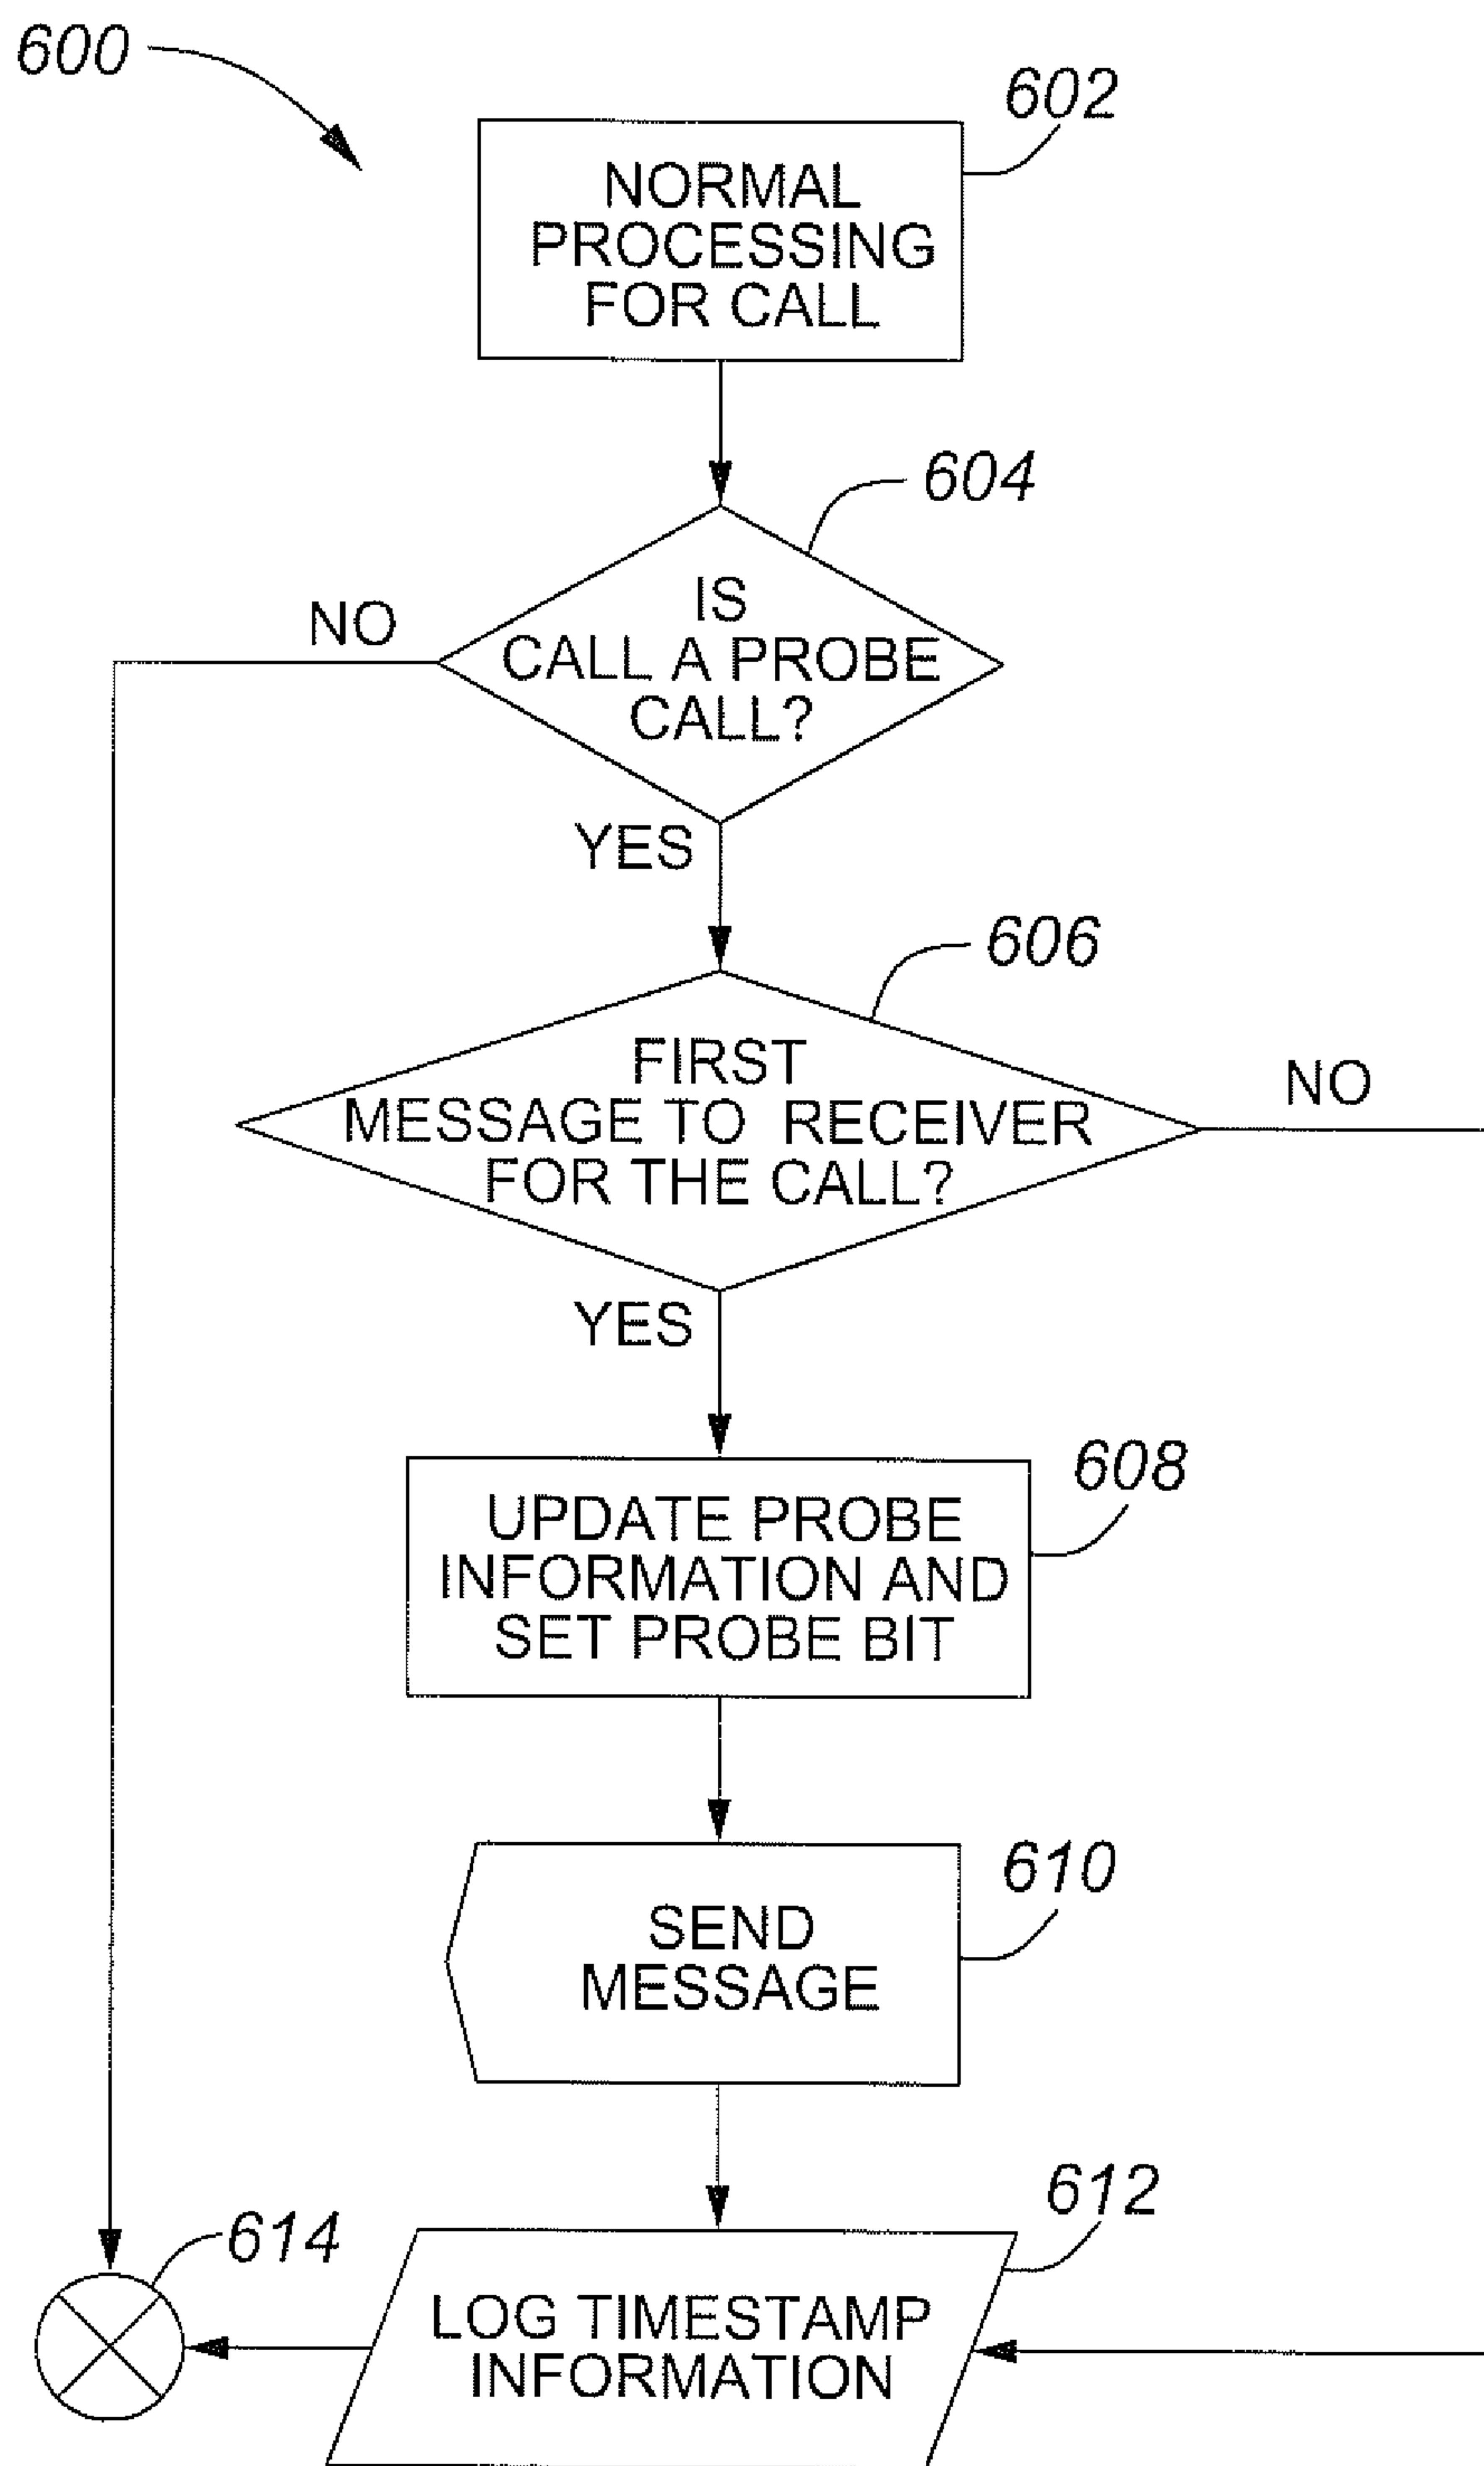 600
602
NORMAL
PROCESSING
FOR CALL
604
IS
CALL A PROBE
CALL?
NO
YES
606
FIRST
MESSAGE TO RECEIVER
FOR THE CALL?
NO
YES
608
UPDATE PROBE
INFORMATION AND
SET PROBE BIT
610
SEND
MESSAGE
612
614
LOG TIMESTAMP
INFORMATION